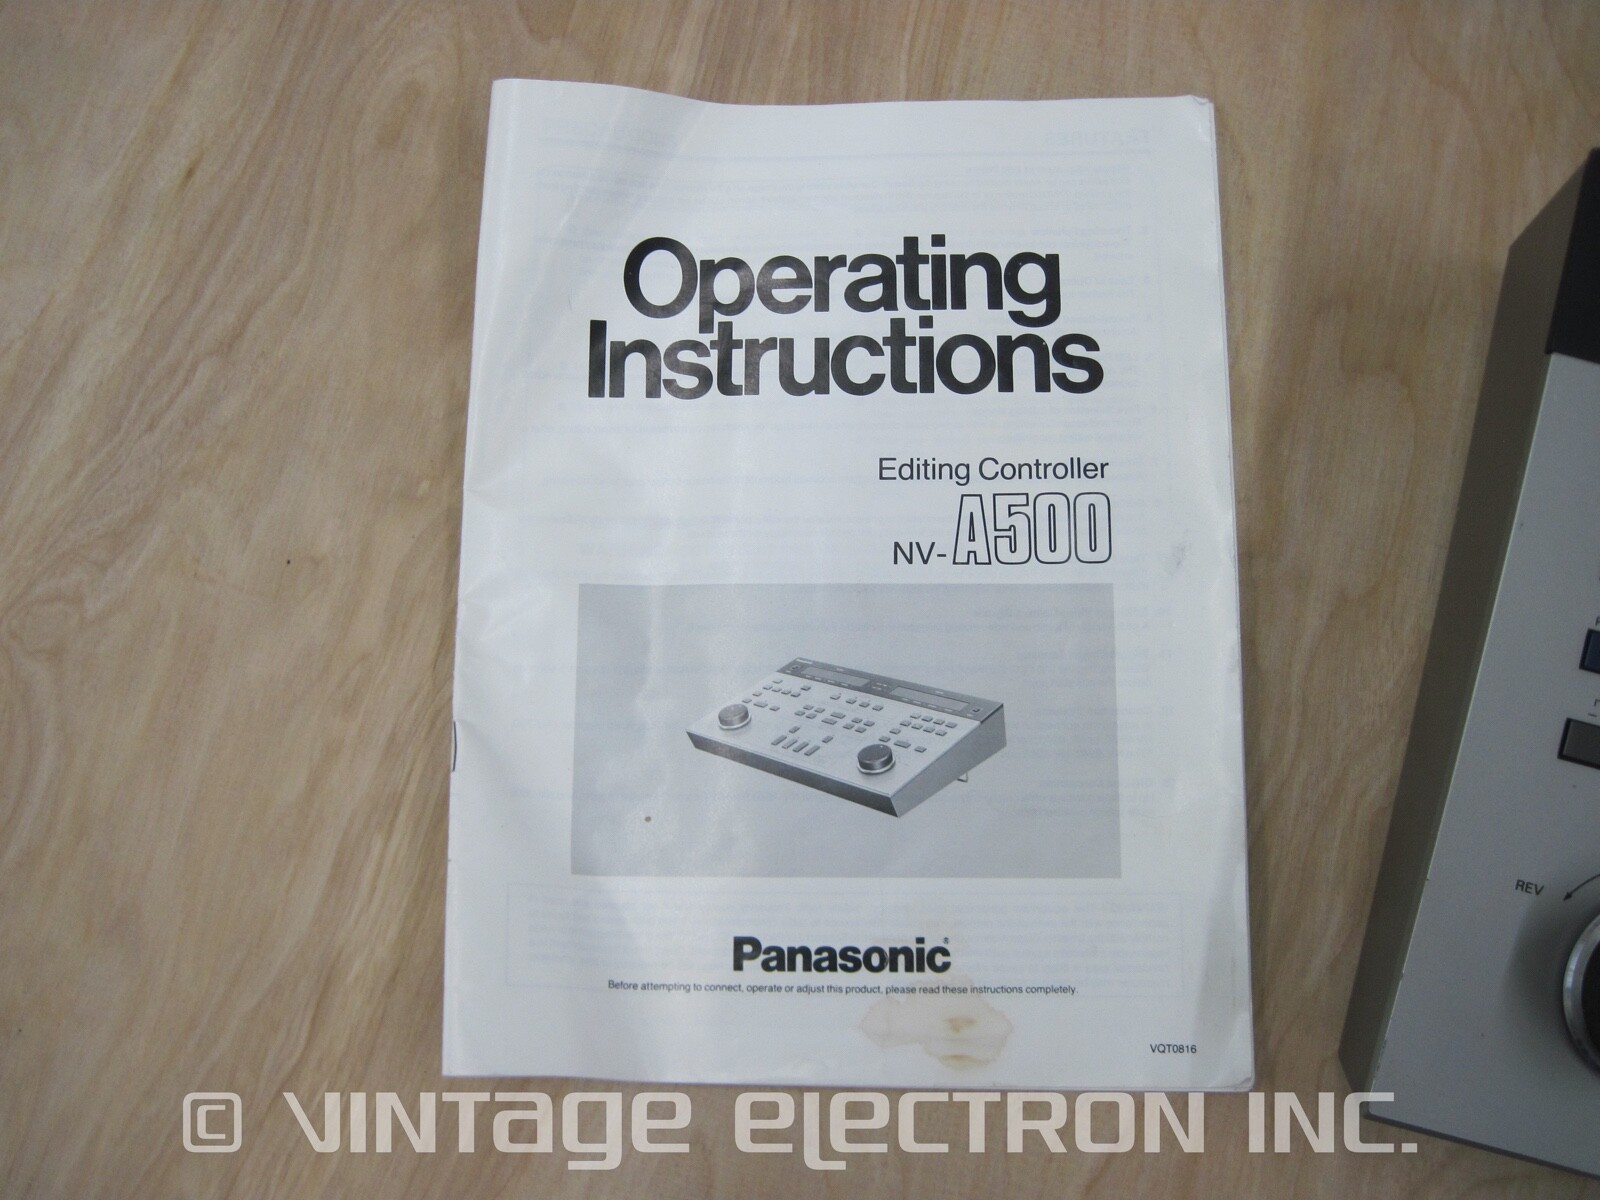 Operating
Instructions
Editing Controller
NV-A500
Panasonic®
Before attempting to connect, operate or adjust this product, please read these instructions completely.
VQT0816
REV
© VINTAGE ELECTRON INC.